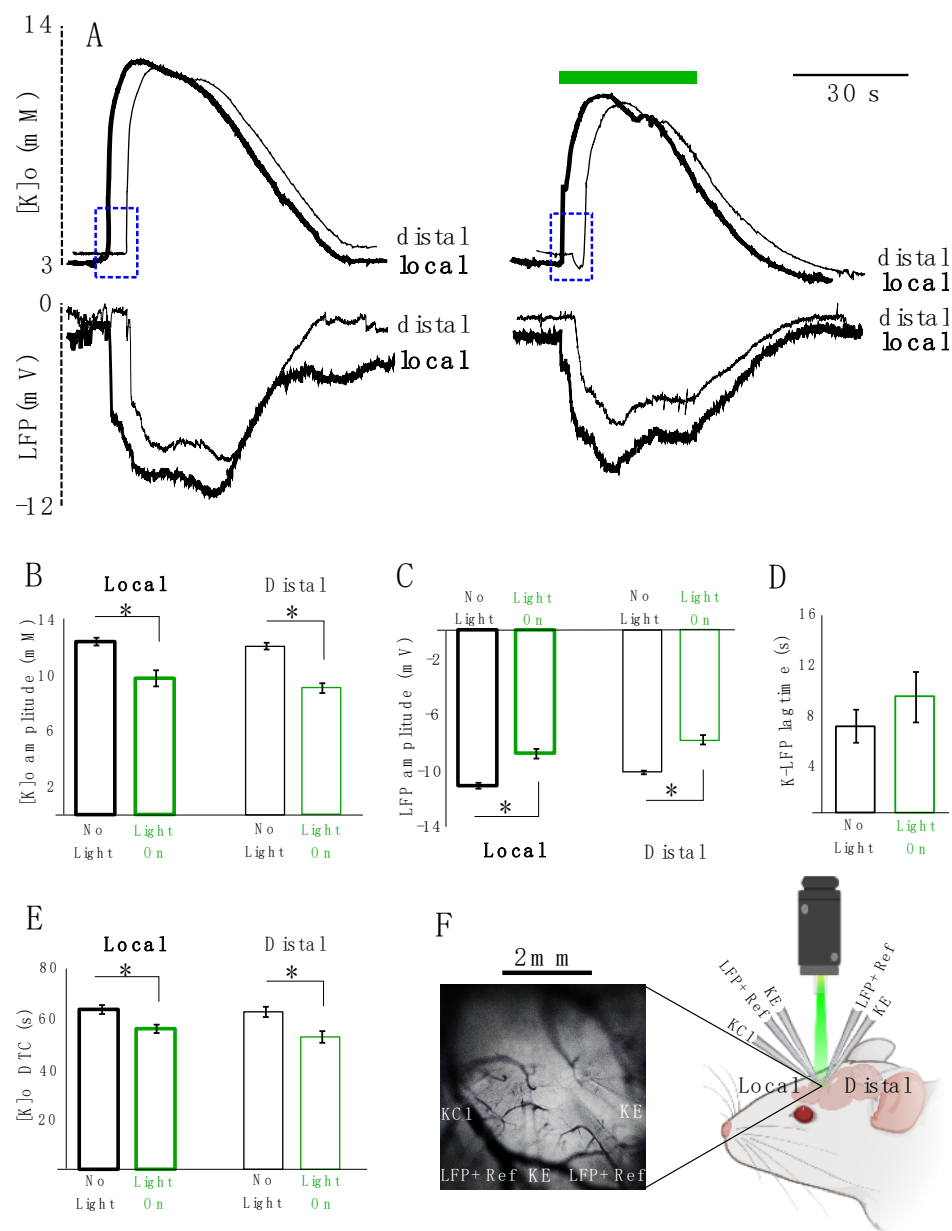 A
14
[K]o (mM)
3
30 s
distal
local
distal
local
0
LFP (mV)
-12
distal
local
distal
local
B
Local
Distal
*
*
14
10
6
2
[K]o amplitude (mM)
No Light
Light On
No Light
Light On
C
No Light
Light On
No Light
Light On
-2
-6
-10
-14
LFP amplitude (mV)
*
*
Local
Distal
D
16
12
8
4
K-LFP lag time (s)
No Light
Light On
E
Local
Distal
*
*
80
60
40
20
[K]o DTC (s)
No Light
Light On
No Light
Light On
F
2mm
KCl
KE
LFP+Ref KE LFP+Ref
KCl
LFP+Ref
KE
LFP+Ref
KE
Local
Distal